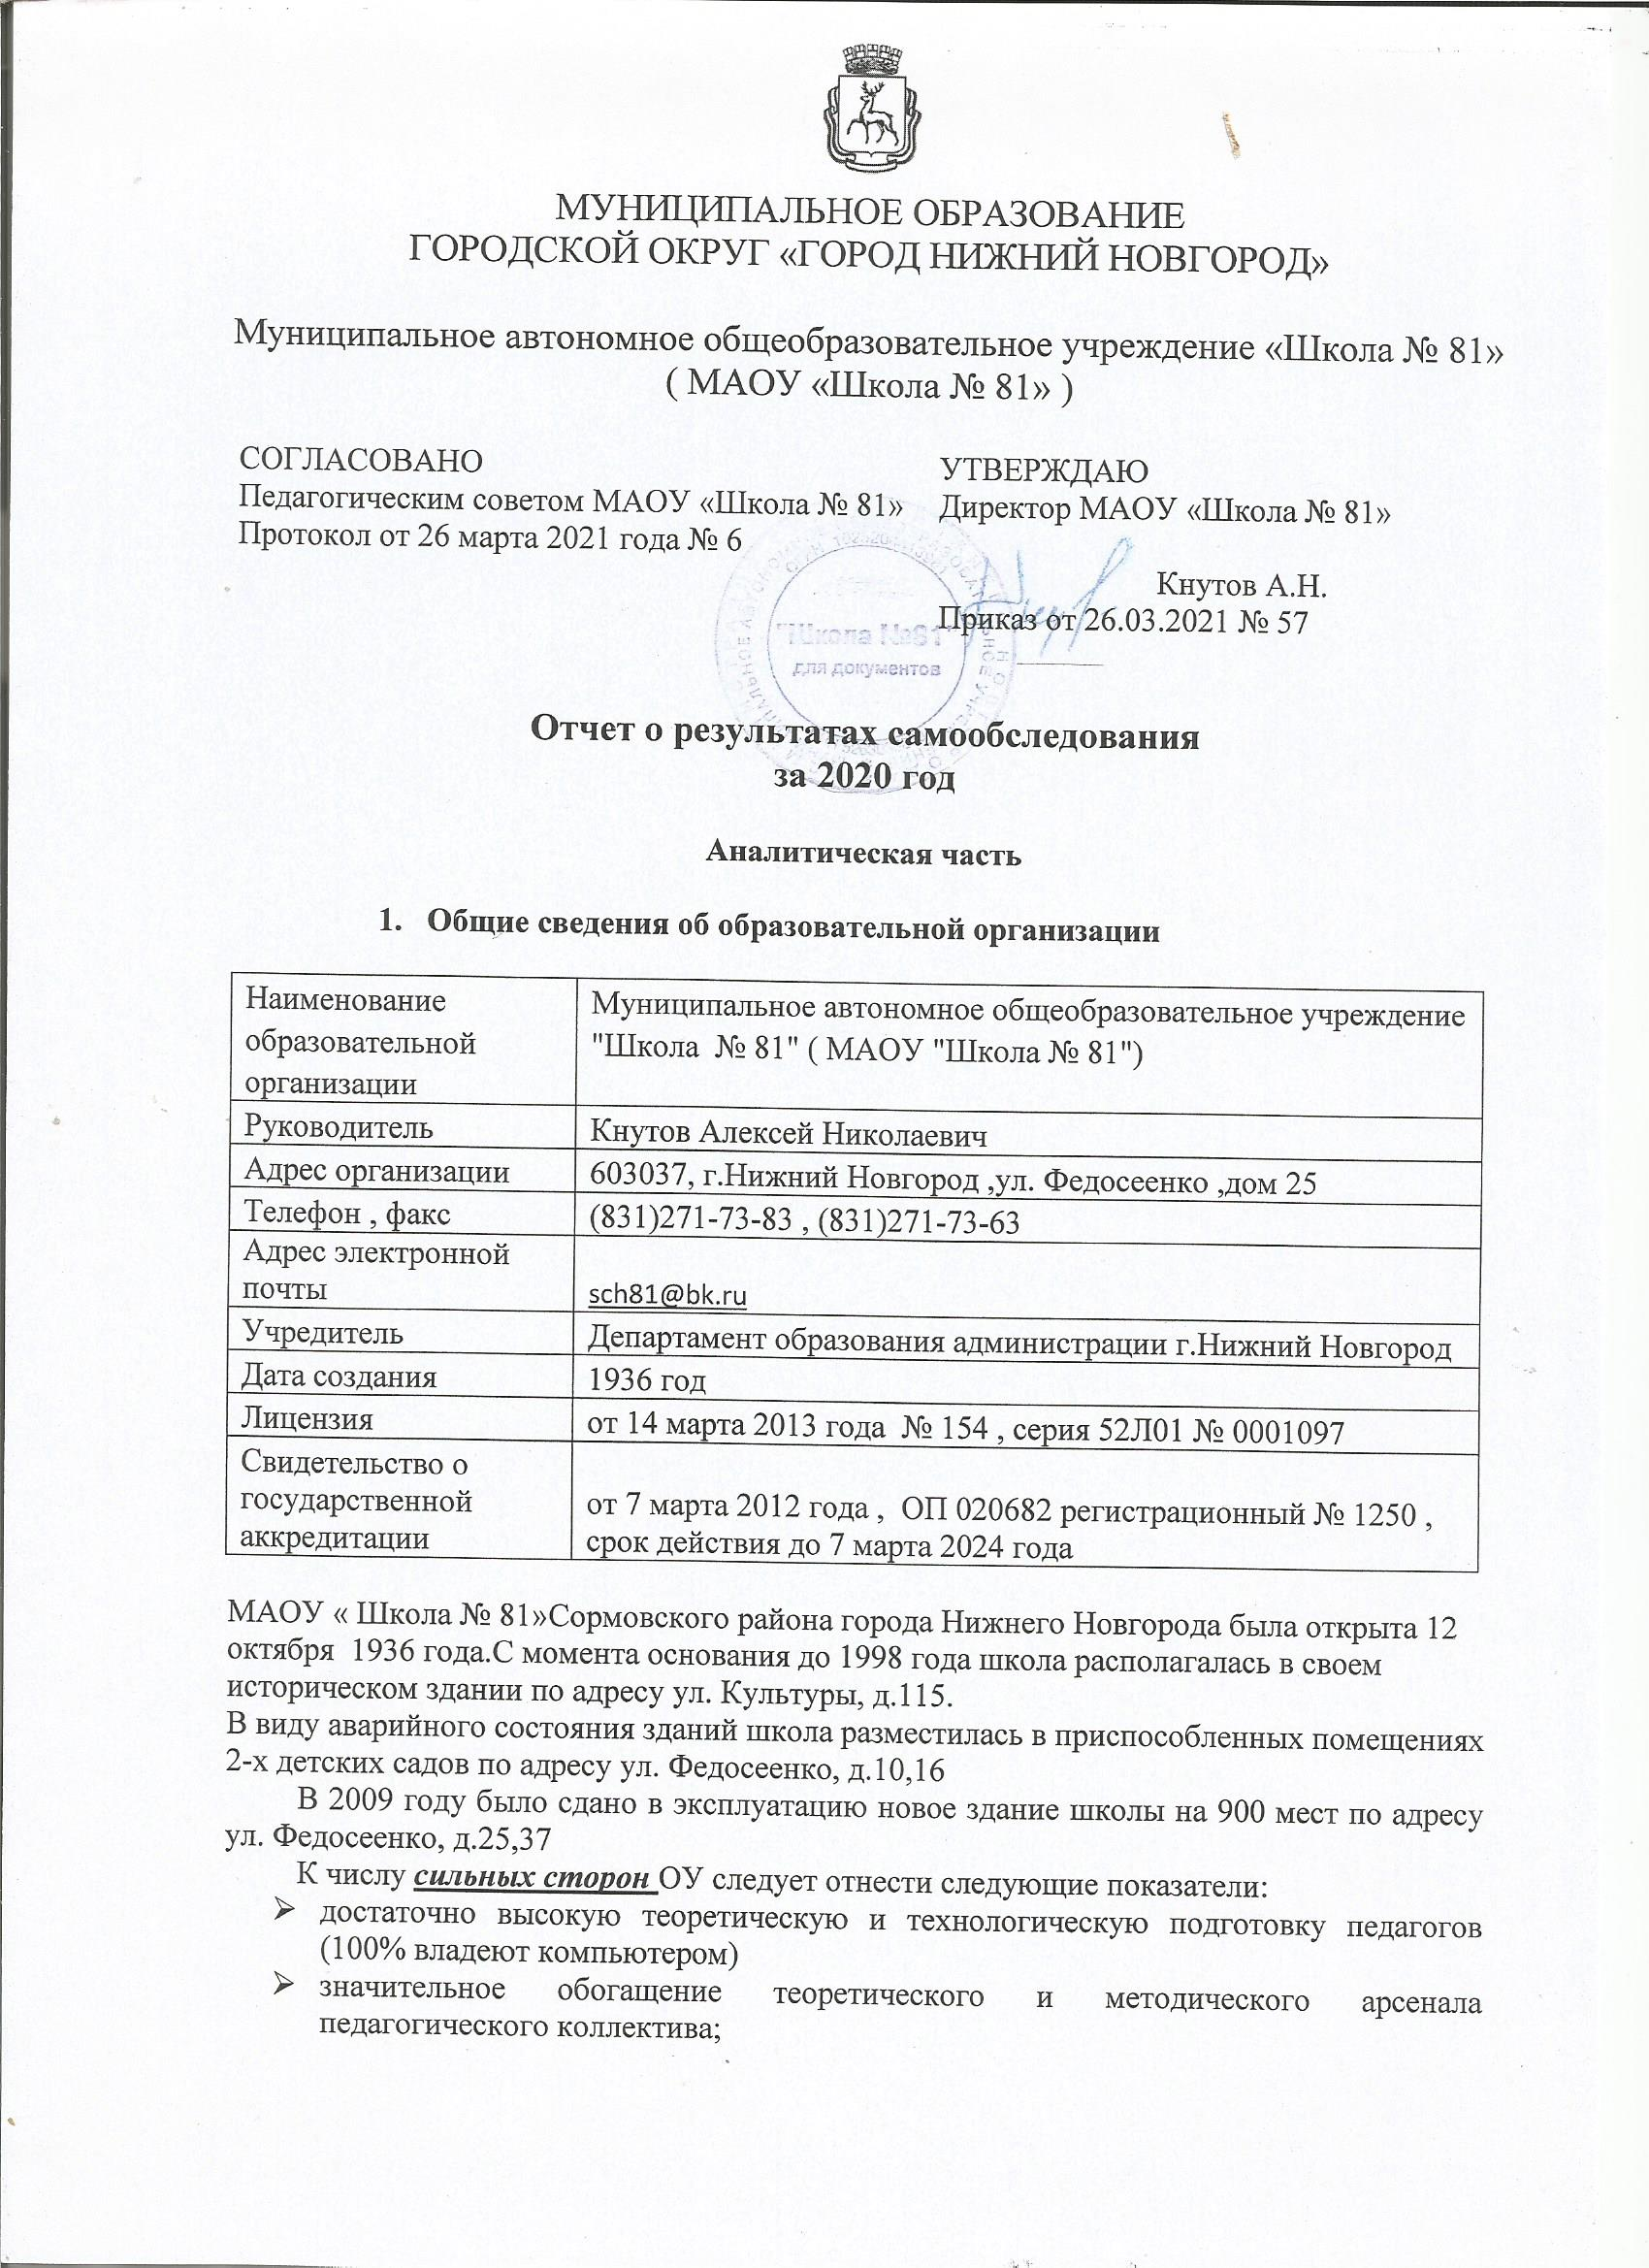 МУНИЦИПАЛЬНОЕ ОБРАЗОВАНИЕ
ГОРОДСКОЙ ОКРУГ «ГОРОД НИЖНИЙ НОВГОРОД»
Муниципальное автономное общеобразовательное учреждение «Школа № 81»
( МАОУ «Школа № 81» )
СОГЛАСОВАНО
Педагогическим советом МАОУ «Школа № 81»
Протокол от 26 марта 2021 года № 6
УТВЕРЖДАЮ
Директор МАОУ «Школа № 81»
Кнутов А.Н.
Приказ от 26.03.2021 № 57
"Школа №81"
для документов
Отчет о результатах самообследования
за 2020 год
Аналитическая часть
1. Общие сведения об образовательной организации
Наименование
образовательной
организации
Муниципальное автономное общеобразовательное учреждение
"Школа № 81" ( МАОУ "Школа № 81")
Руководитель
Кнутов Алексей Николаевич
Адрес организации
603037, г.Нижний Новгород ,ул. Федосеенко ,дом 25
Телефон , факс
(831)271-73-83 , (831)271-73-63
Адрес электронной
почты
sch81@bk.ru
Учредитель
Департамент образования администрации г.Нижний Новгород
Дата создания
1936 год
Лицензия
от 14 марта 2013 года № 154 , серия 52Л01 № 0001097
Свидетельство о
государственной
аккредитации
от 7 марта 2012 года , ОП 020682 регистрационный № 1250 ,
срок действия до 7 марта 2024 года
МАОУ « Школа № 81»Сормовского района города Нижнего Новгорода была открыта 12
октября 1936 года.С момента основания до 1998 года школа располагалась в своем
историческом здании по адресу ул. Культуры, д.115.
В виду аварийного состояния зданий школа разместилась в приспособленных помещениях
2-х детских садов по адресу ул. Федосеенко, д.10,16
В 2009 году было сдано в эксплуатацию новое здание школы на 900 мест по адресу
ул. Федосеенко, д.25,37
К числу сильных сторон ОУ следует отнести следующие показатели:
➢ достаточно высокую теоретическую и технологическую подготовку педагогов
(100% владеют компьютером)
➢ значительное обогащение теоретического и методического арсенала
педагогического коллектива;